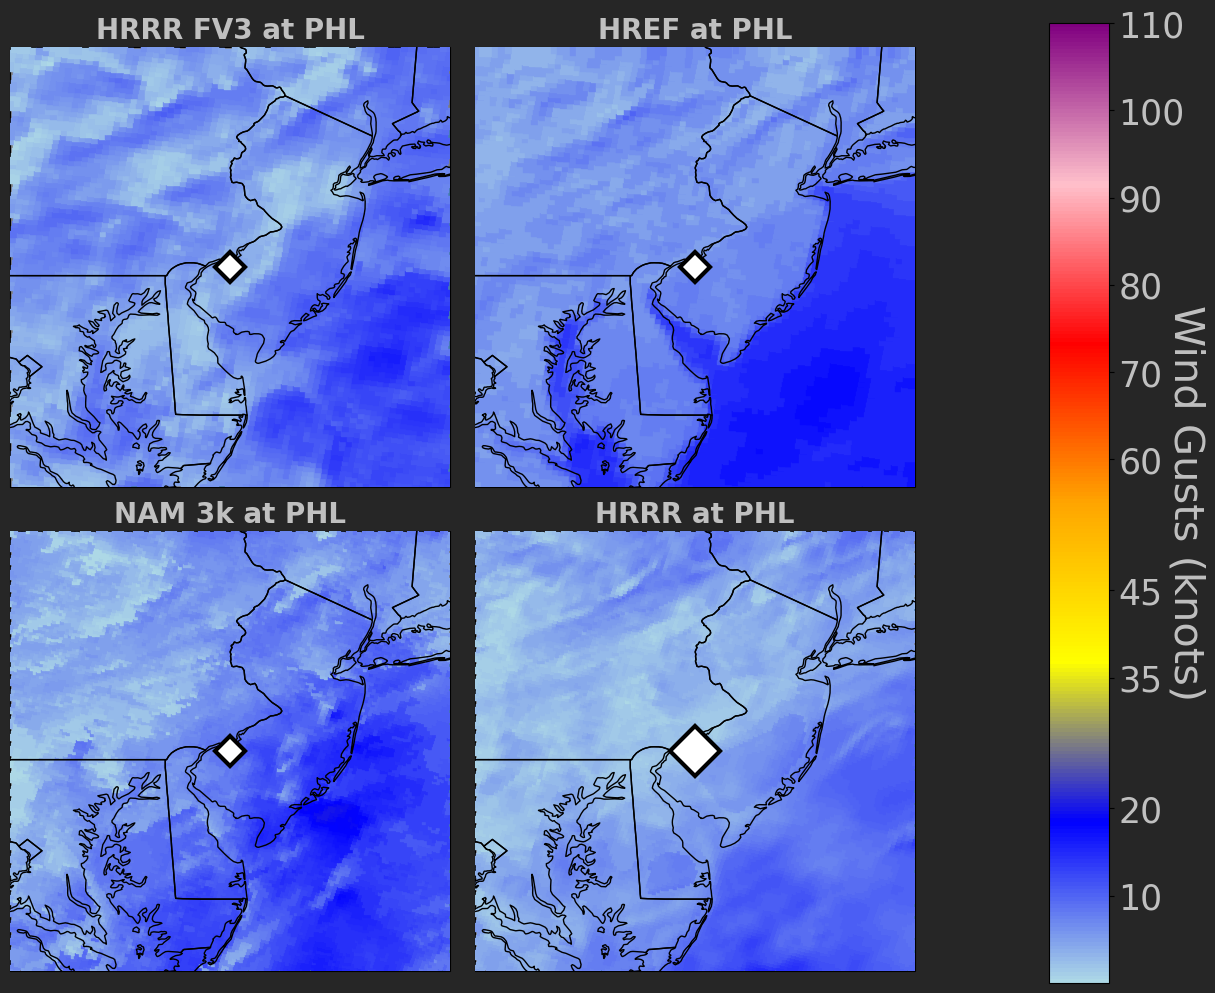 HRRR FV3 at PHL
HREF at PHL
NAM 3k at PHL
HRRR at PHL
110
100
90
80
70
60
45
35
20
10
Wind Gusts (knots)